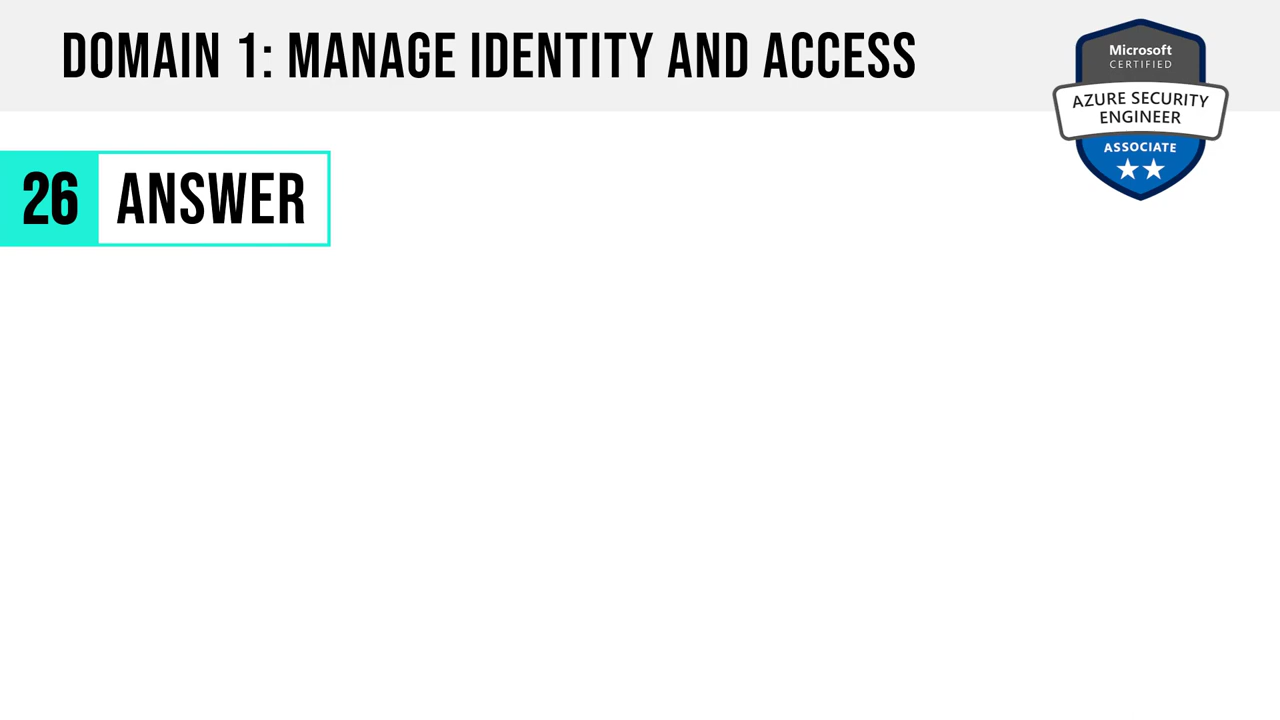 DOMAIN 1: MANAGE IDENTITY AND ACCESS
Microsoft
CERTIFIED
AZURE SECURITY
ENGINEER
ASSOCIATE
26 ANSWER